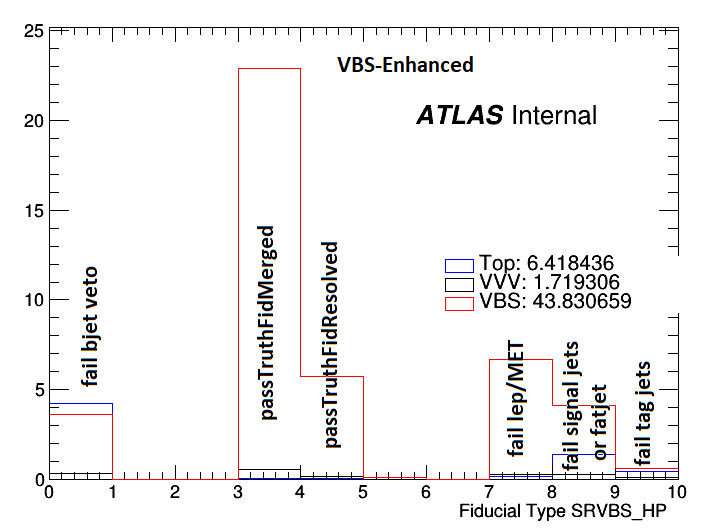 25
20
15
10
5
0
VBS-Enhanced
ATLAS Internal
Top: 6.418436
VVV: 1.719306
VBS: 43.830659
fail bjet veto
passTruthFidMerged
passTruthFidResolved
fail lep/MET
fail signal jets
or fatjet
fail tag jets
0 1 2 3 4 5 6 7 8 9 10
Fiducial Type SRVBS_HP